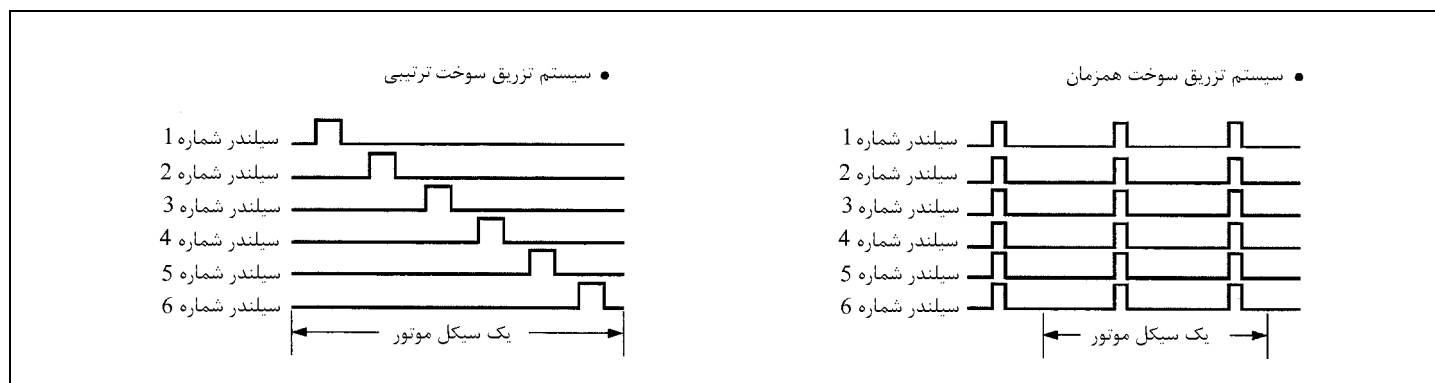 • سیستم تزریق سوخت همزمان
سیلندر شماره 1
سیلندر شماره 2
سیلندر شماره 3
سیلندر شماره 4
سیلندر شماره 5
سیلندر شماره 6
یک سیکل موتور
• سیستم تزریق سوخت ترتیبی
سیلندر شماره 1
سیلندر شماره 2
سیلندر شماره 3
سیلندر شماره 4
سیلندر شماره 5
سیلندر شماره 6
یک سیکل موتور